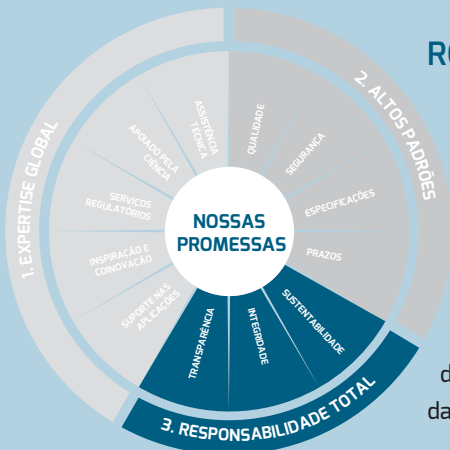 1. EXPERTISE GLOBAL
SUPORTE NAS
APLICAÇÕES
INSPIRAÇÃO E
COINOVAÇÃO
SERVIÇOS
REGULATÓRIOS
APOIADO PELA
CIÊNCIA
ASSISTÊNCIA
TÉCNICA
2. ALTOS PADRÕES
QUALIDADE
SEGURANÇA
ESPECIFICAÇÕES
PRAZOS
NOSSAS
PROMESSAS
3. RESPONSABILIDADE TOTAL
TRANSPARÊNCIA
INTEGRIDADE
SUSTENTABILIDADE
da